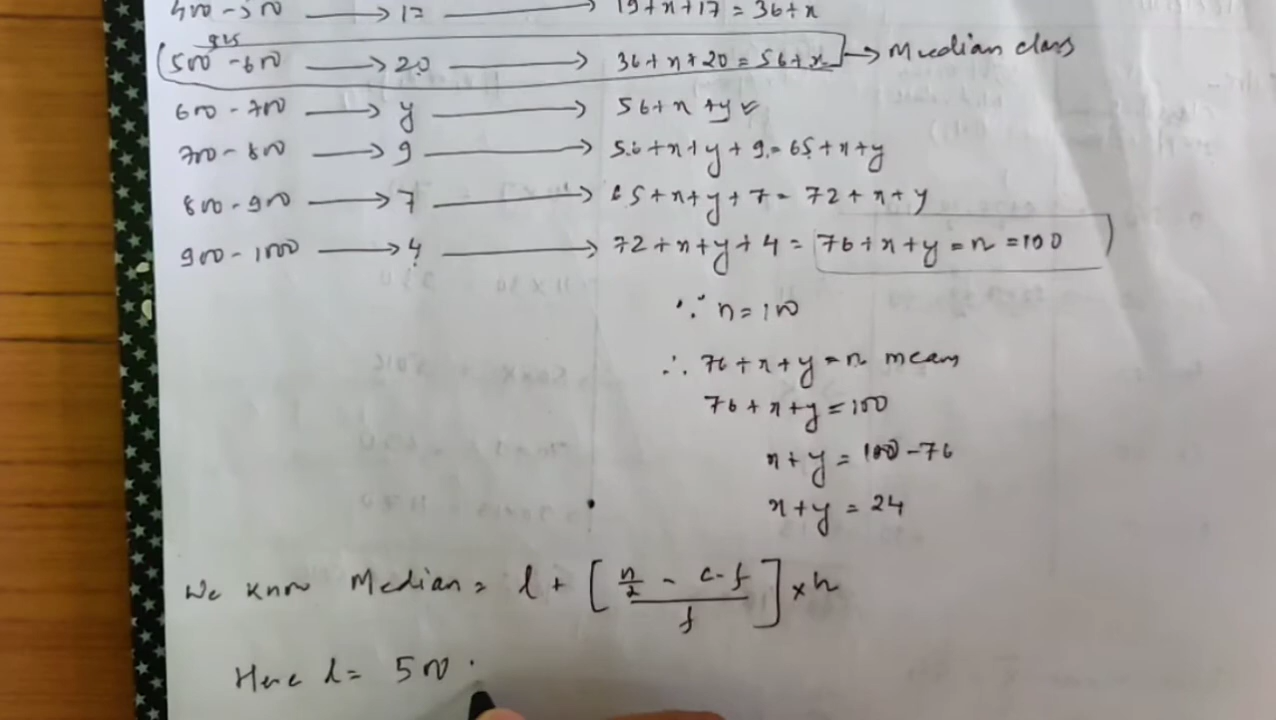 400-500 → 17 → 19+x+17 = 36+x
525
500-600 → 20 → 36+x+20 = 56+x → Meedian class
600-700 → y → 56+x+y
700-800 → 9 → 56+x+y+9 = 65+x+y
800-900 → 7 → 65+x+y+7 = 72+x+y
900-1000 → 4 → 72+x+y+4 = 76+x+y = n = 100
∵ n = 100
∴ 76+x+y = n means
76+x+y = 100
x+y = 100-76
x+y = 24
We know Median = l + [(n/2 - c.f)/f] × h
Here l = 500